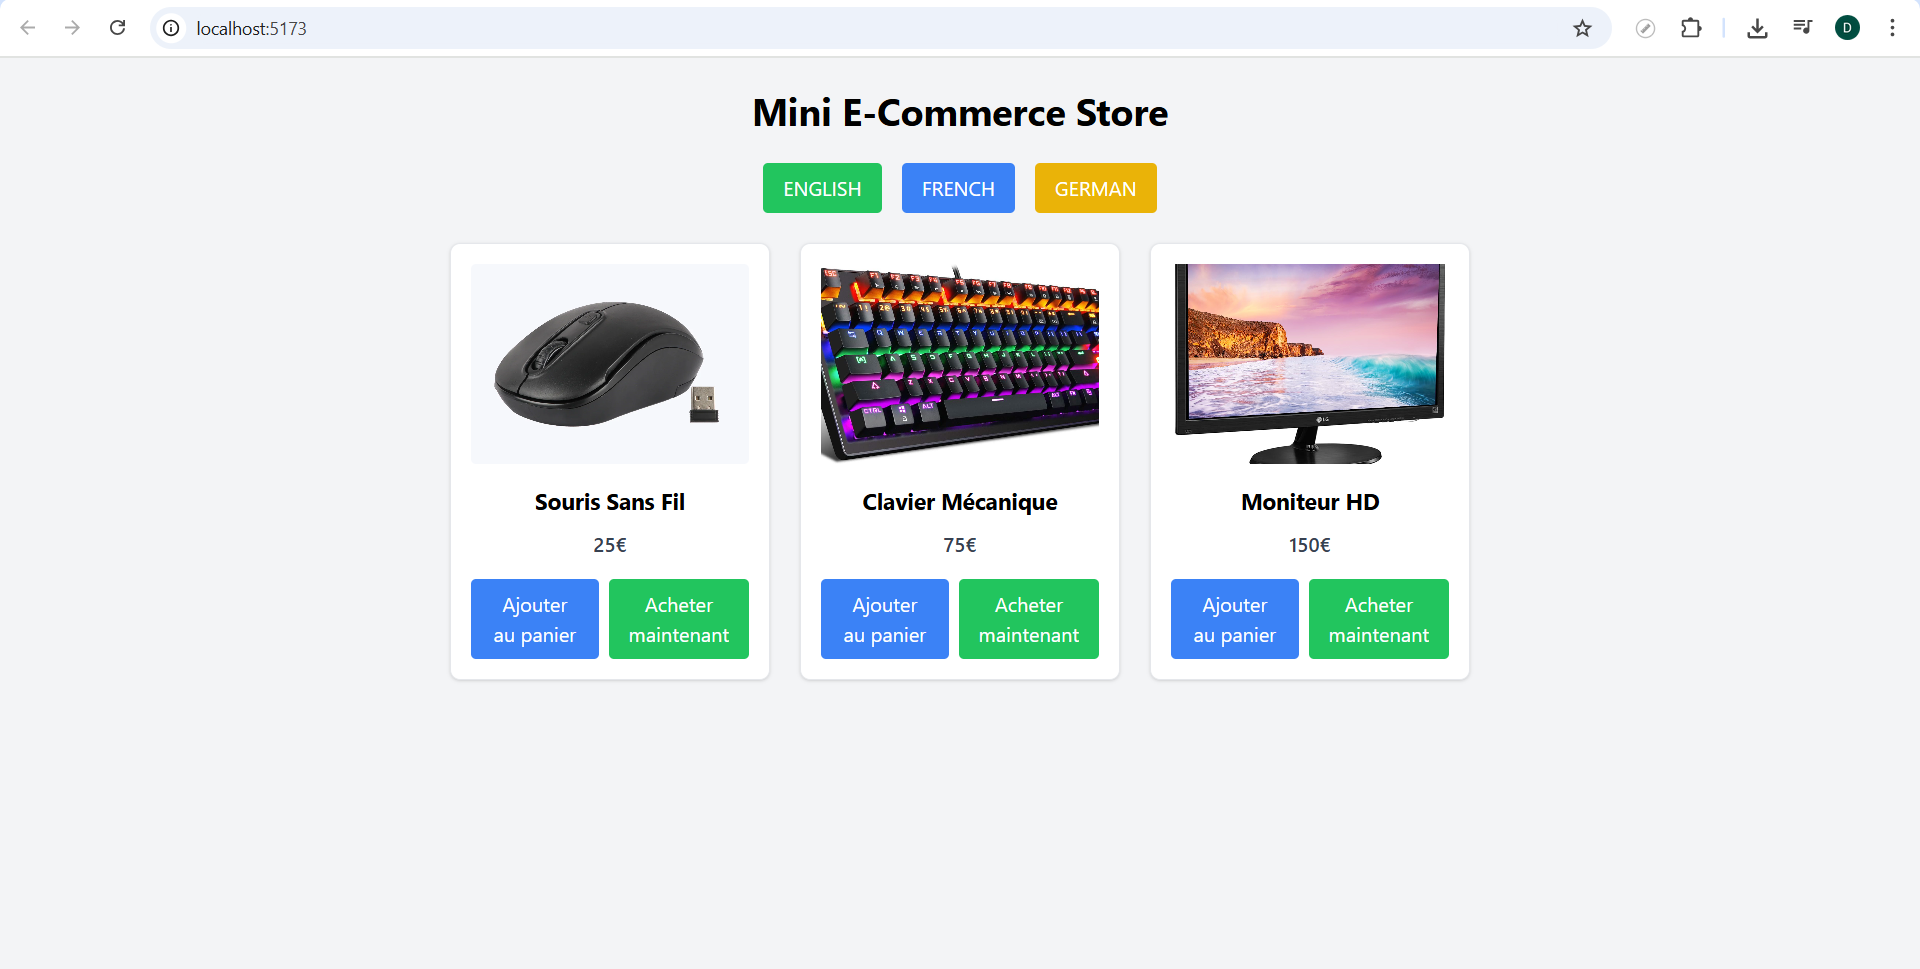 localhost:5173
D
Mini E-Commerce Store
ENGLISH FRENCH GERMAN
Souris Sans Fil
25€
Ajouter
au panier
Acheter
maintenant
Clavier Mécanique
75€
Ajouter
au panier
Acheter
maintenant
Moniteur HD
150€
Ajouter
au panier
Acheter
maintenant